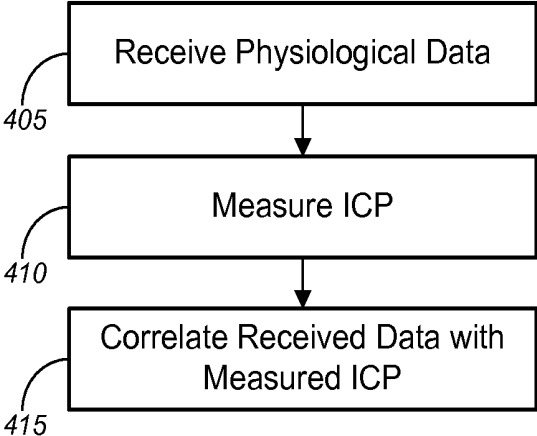 Receive Physiological Data
405
Measure ICP
410
Correlate Received Data with
Measured ICP
415